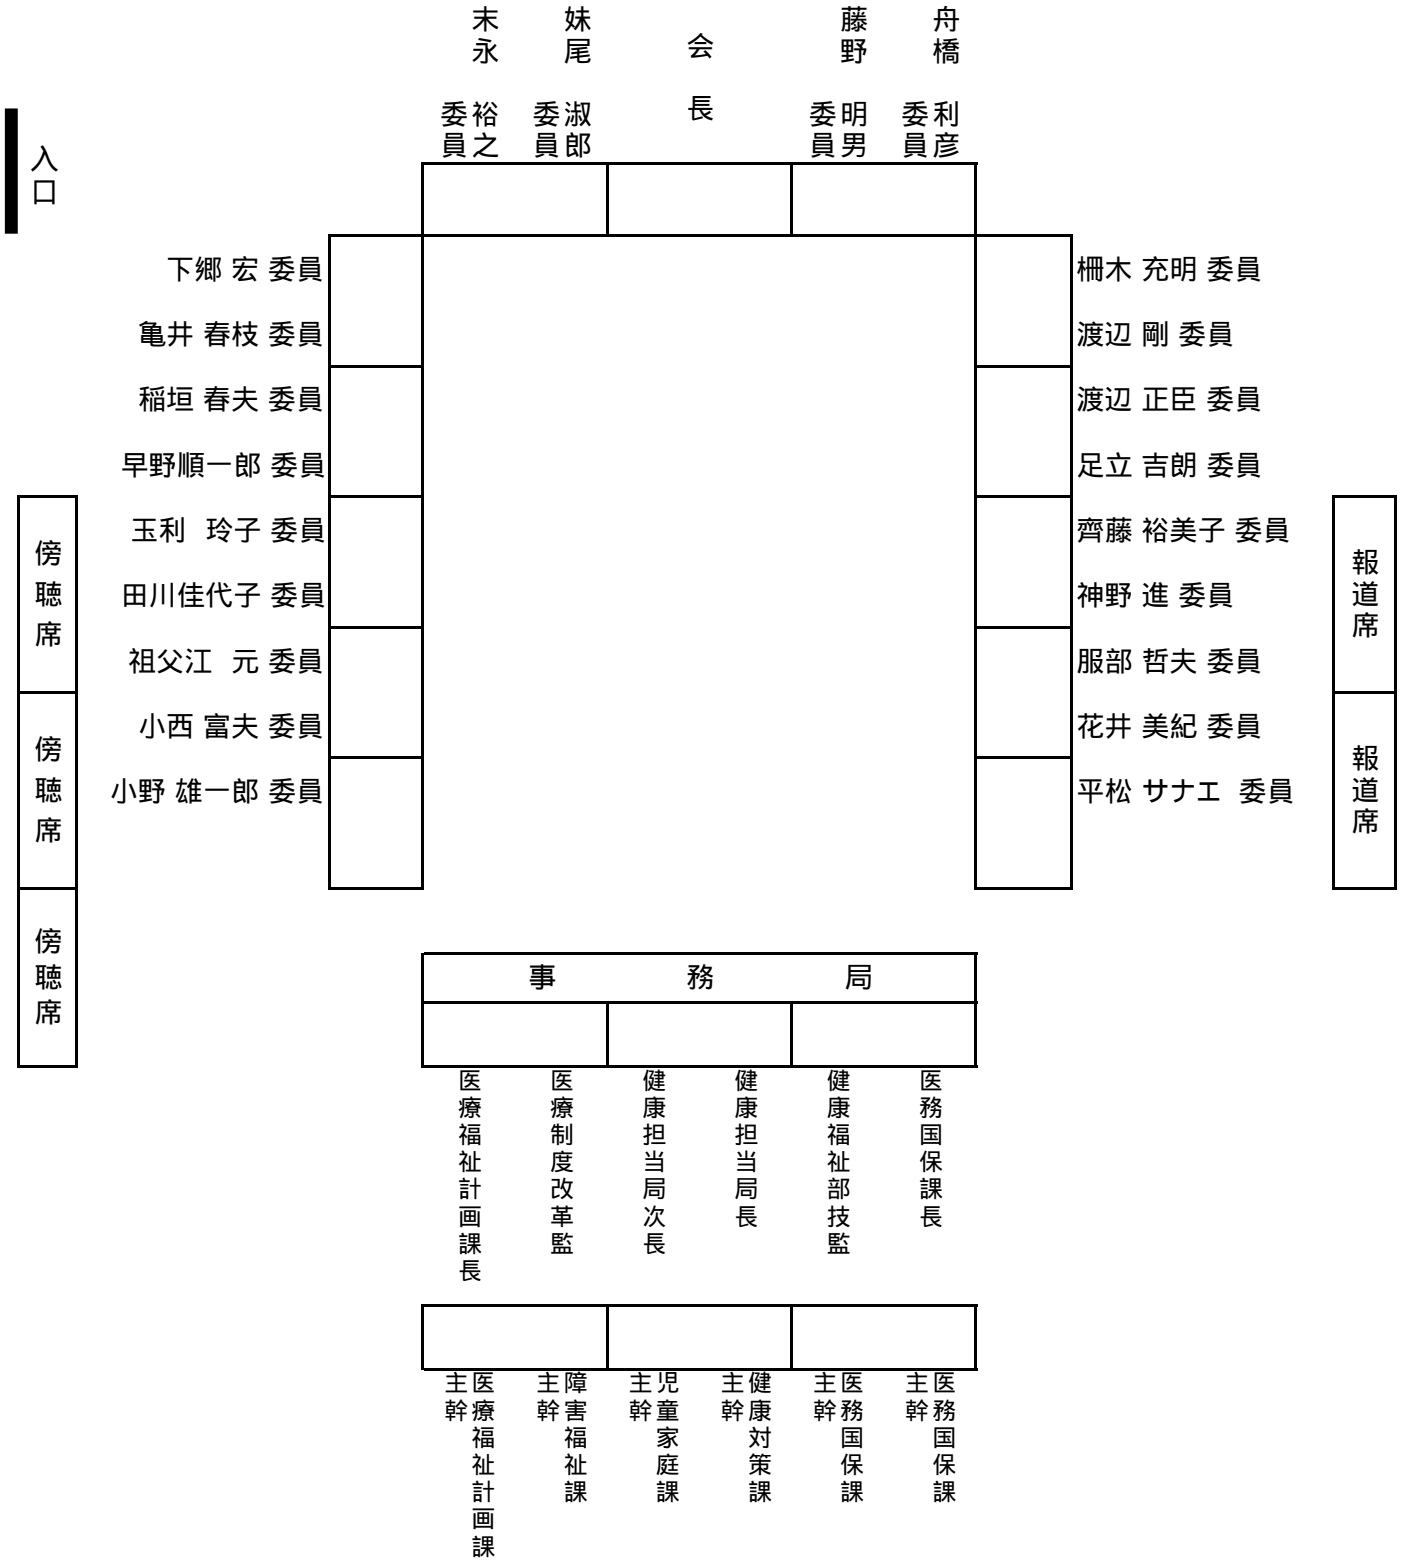 末永 裕之 委員
妹尾 淑郎 委員
会長
藤野 明男 委員
舟橋 利彦 委員
入口
下郷 宏 委員
亀井 春枝 委員
稲垣 春夫 委員
早野順一郎 委員
玉利 玲子 委員
田川佳代子 委員
祖父江 元 委員
小西 富夫 委員
小野 雄一郎 委員
柵木 充明 委員
渡辺 剛 委員
渡辺 正臣 委員
足立 吉朗 委員
齊藤 裕美子 委員
神野 進 委員
服部 哲夫 委員
花井 美紀 委員
平松 サナエ 委員
傍聴席
傍聴席
傍聴席
報道席
報道席
事務局
医療福祉計画課長
医療制度改革監
健康担当局次長
健康担当局長
健康福祉部技監
医務国保課長
医療福祉計画課主幹
障害福祉課主幹
児童家庭課主幹
健康対策課主幹
医務国保課主幹
医務国保課主幹